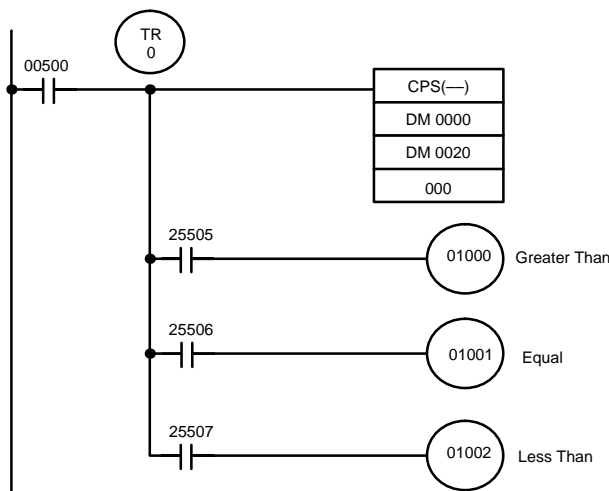 TR
0
00500
CPS(––)
DM 0000
DM 0020
000
25505
01000
Greater Than
25506
01001
Equal
25507
01002
Less Than